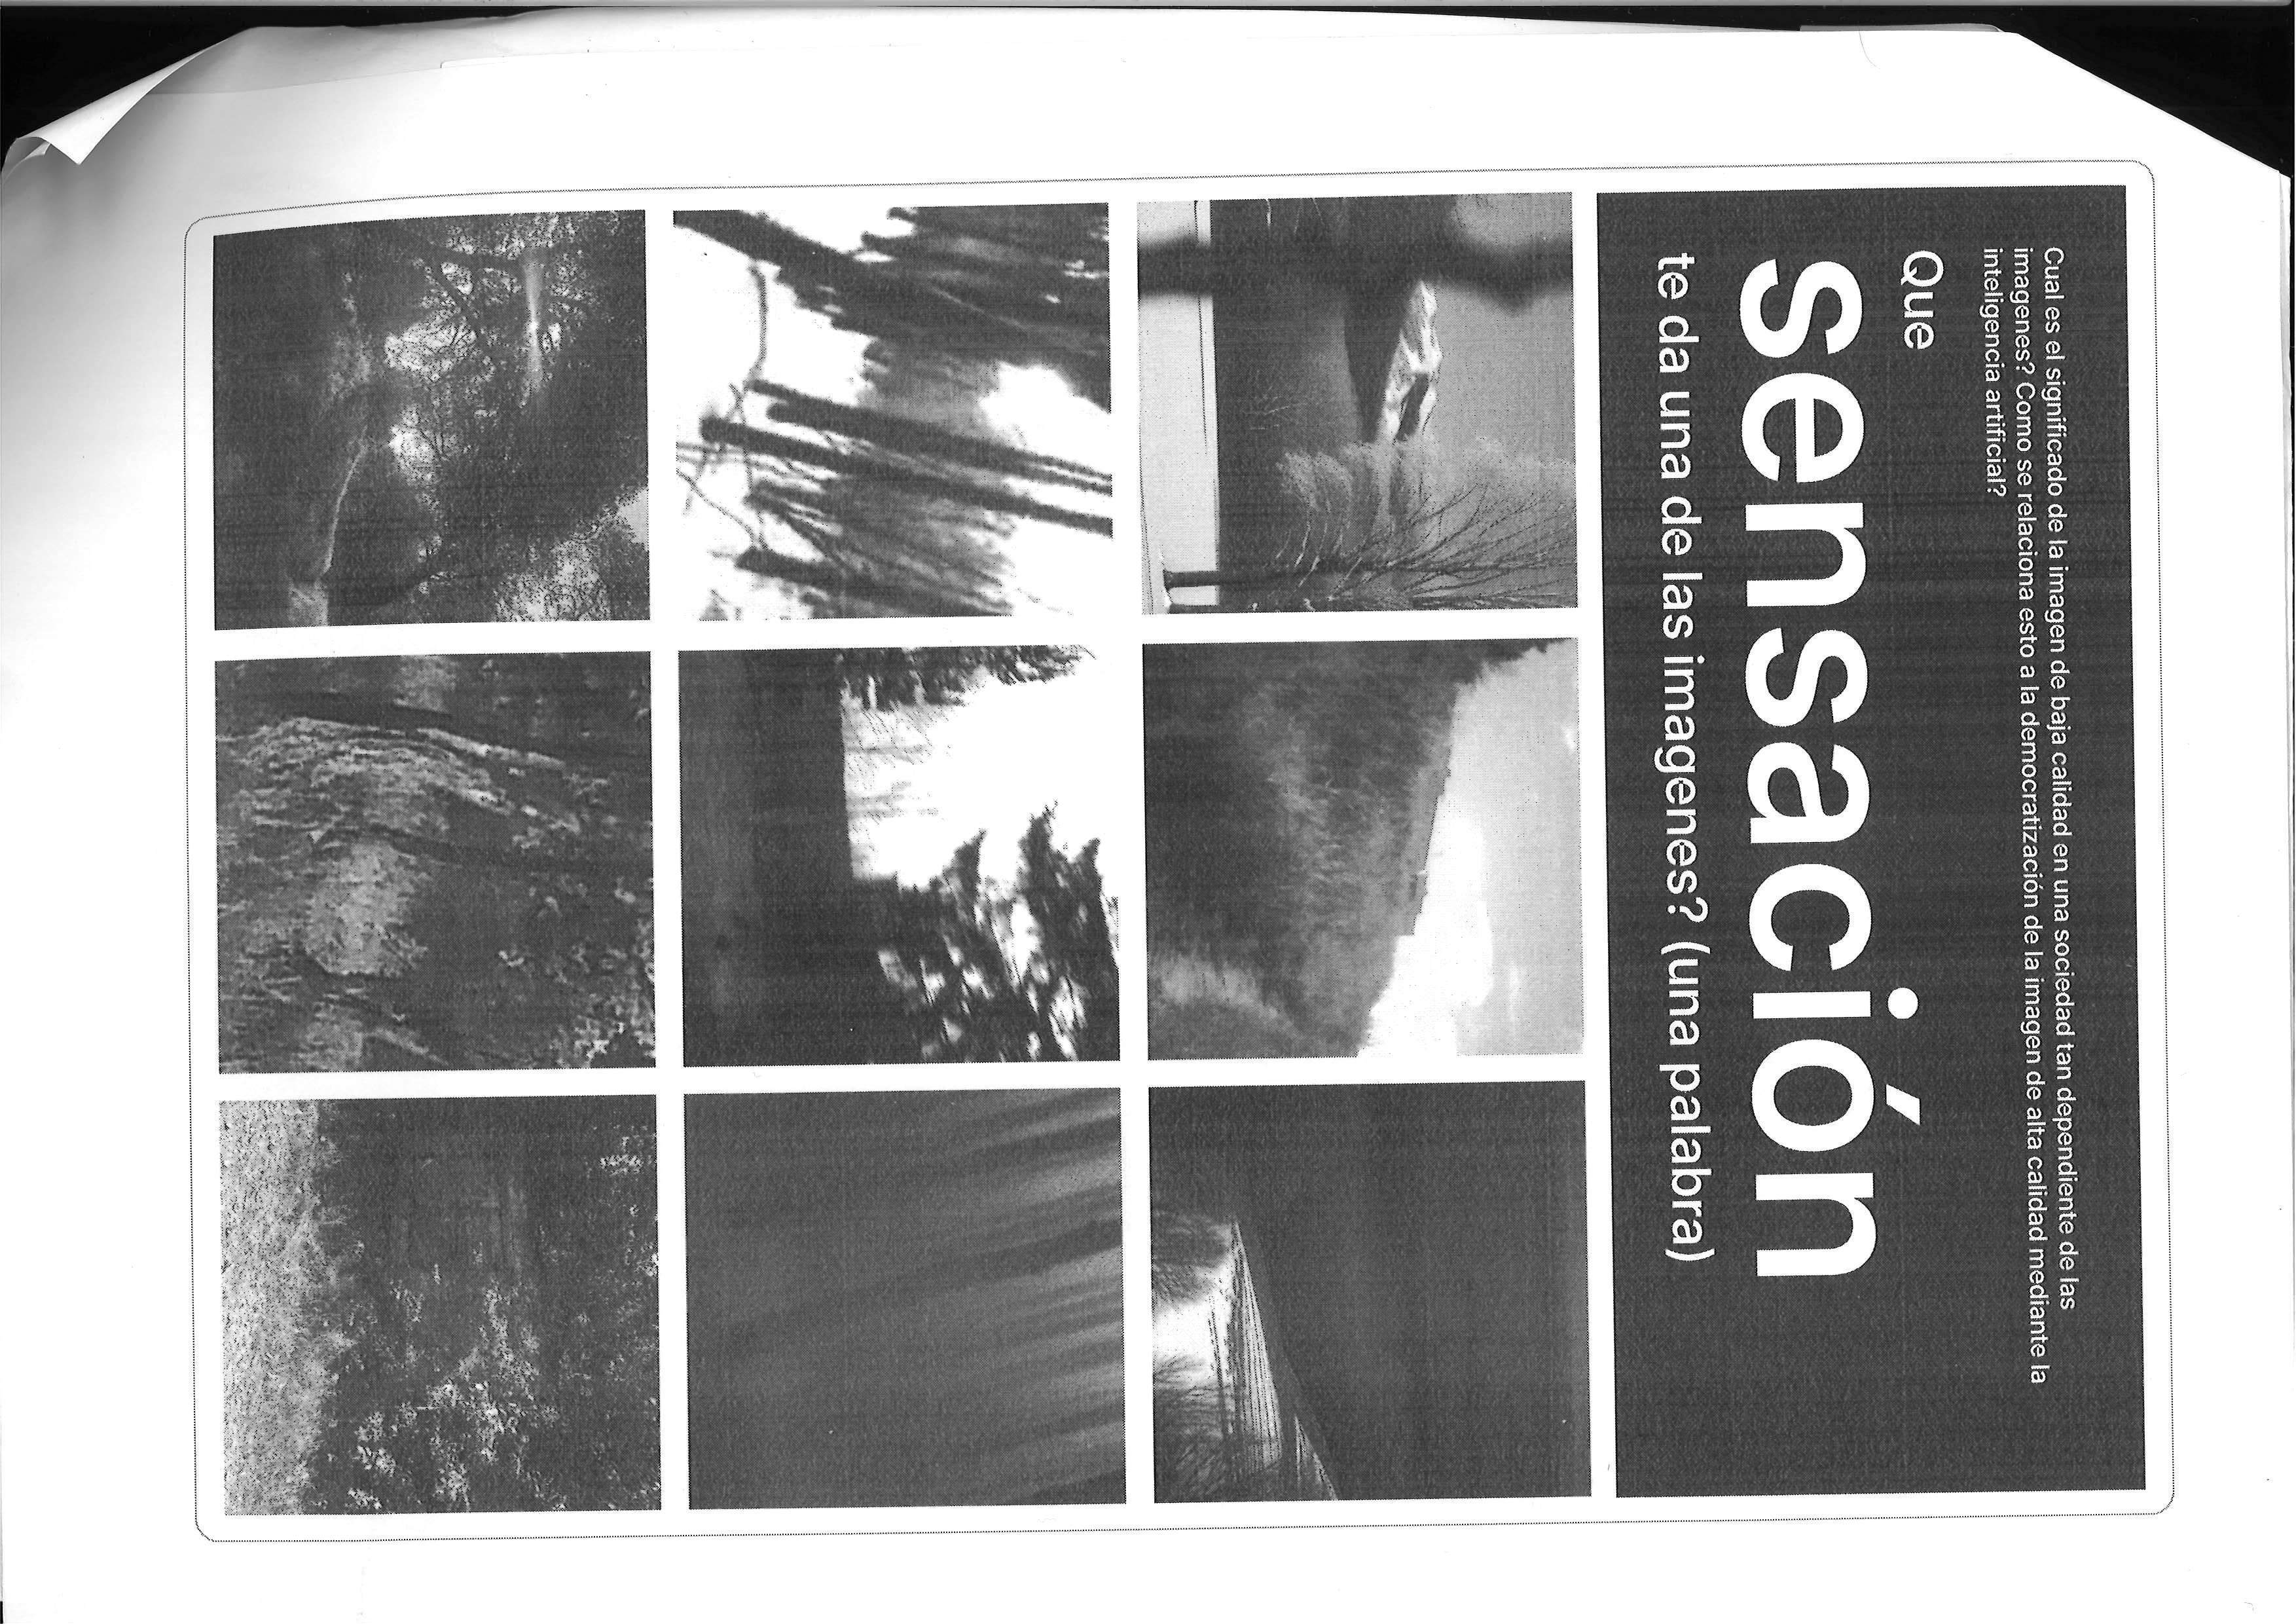 Cual es el significado de la imagen de baja calidad en una sociedad tan dependiente de las
imagenes? Como se relaciona esto a la democratización de la imagen de alta calidad mediante la
inteligencia artificial?
Que
sensación
te da una de las imagenes? (una palabra)